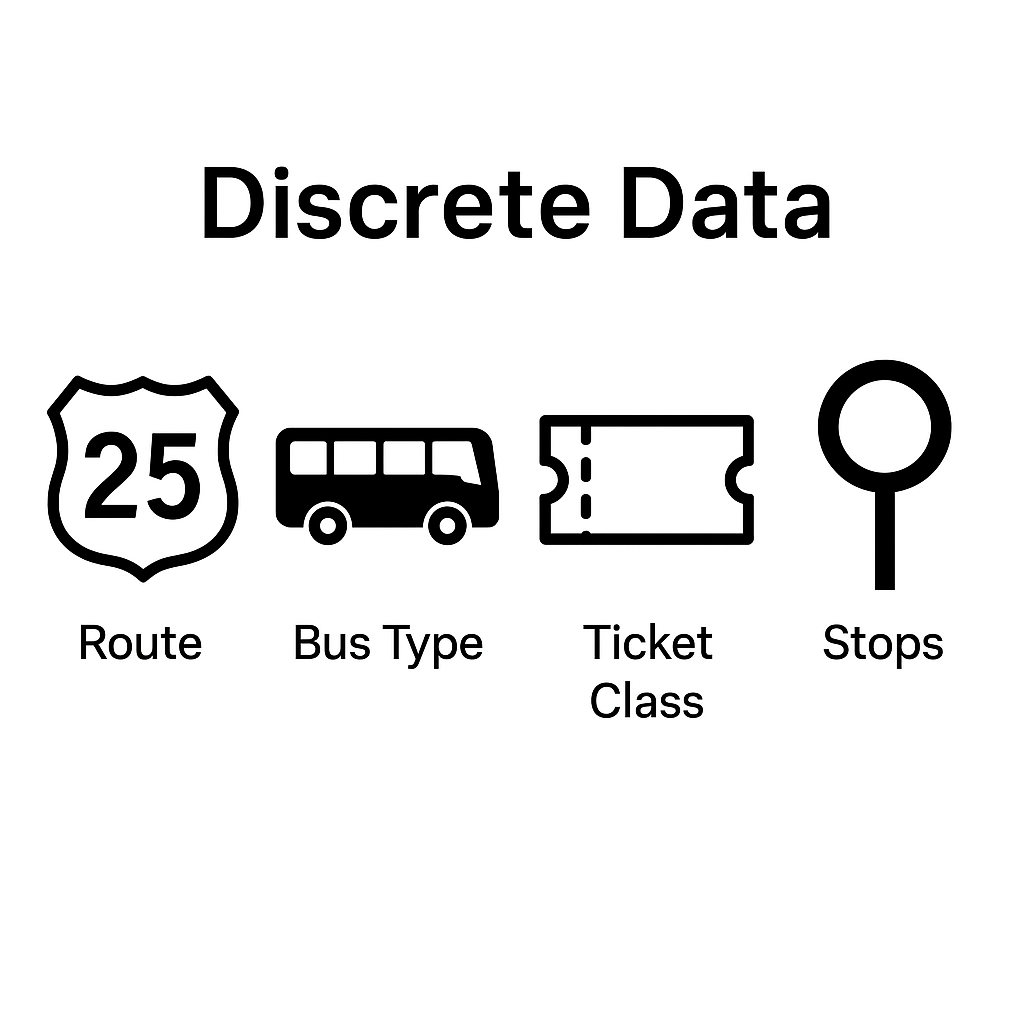 Discrete Data
25
Route
Bus Type
Ticket
Class
Stops